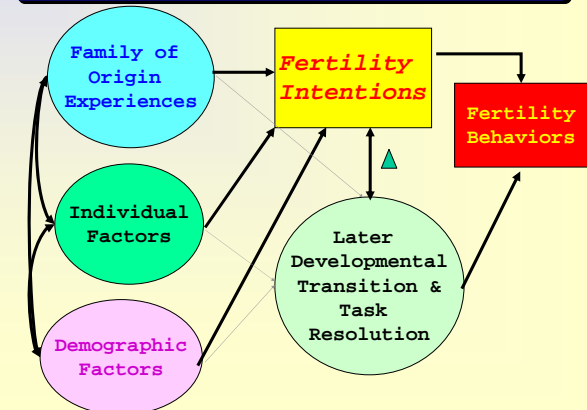 Family of
Origin
Experiences
Fertility
Intentions
Fertility
Behaviors
Individual
Factors
Later
Developmental
Transition &
Task
Resolution
Demographic
Factors